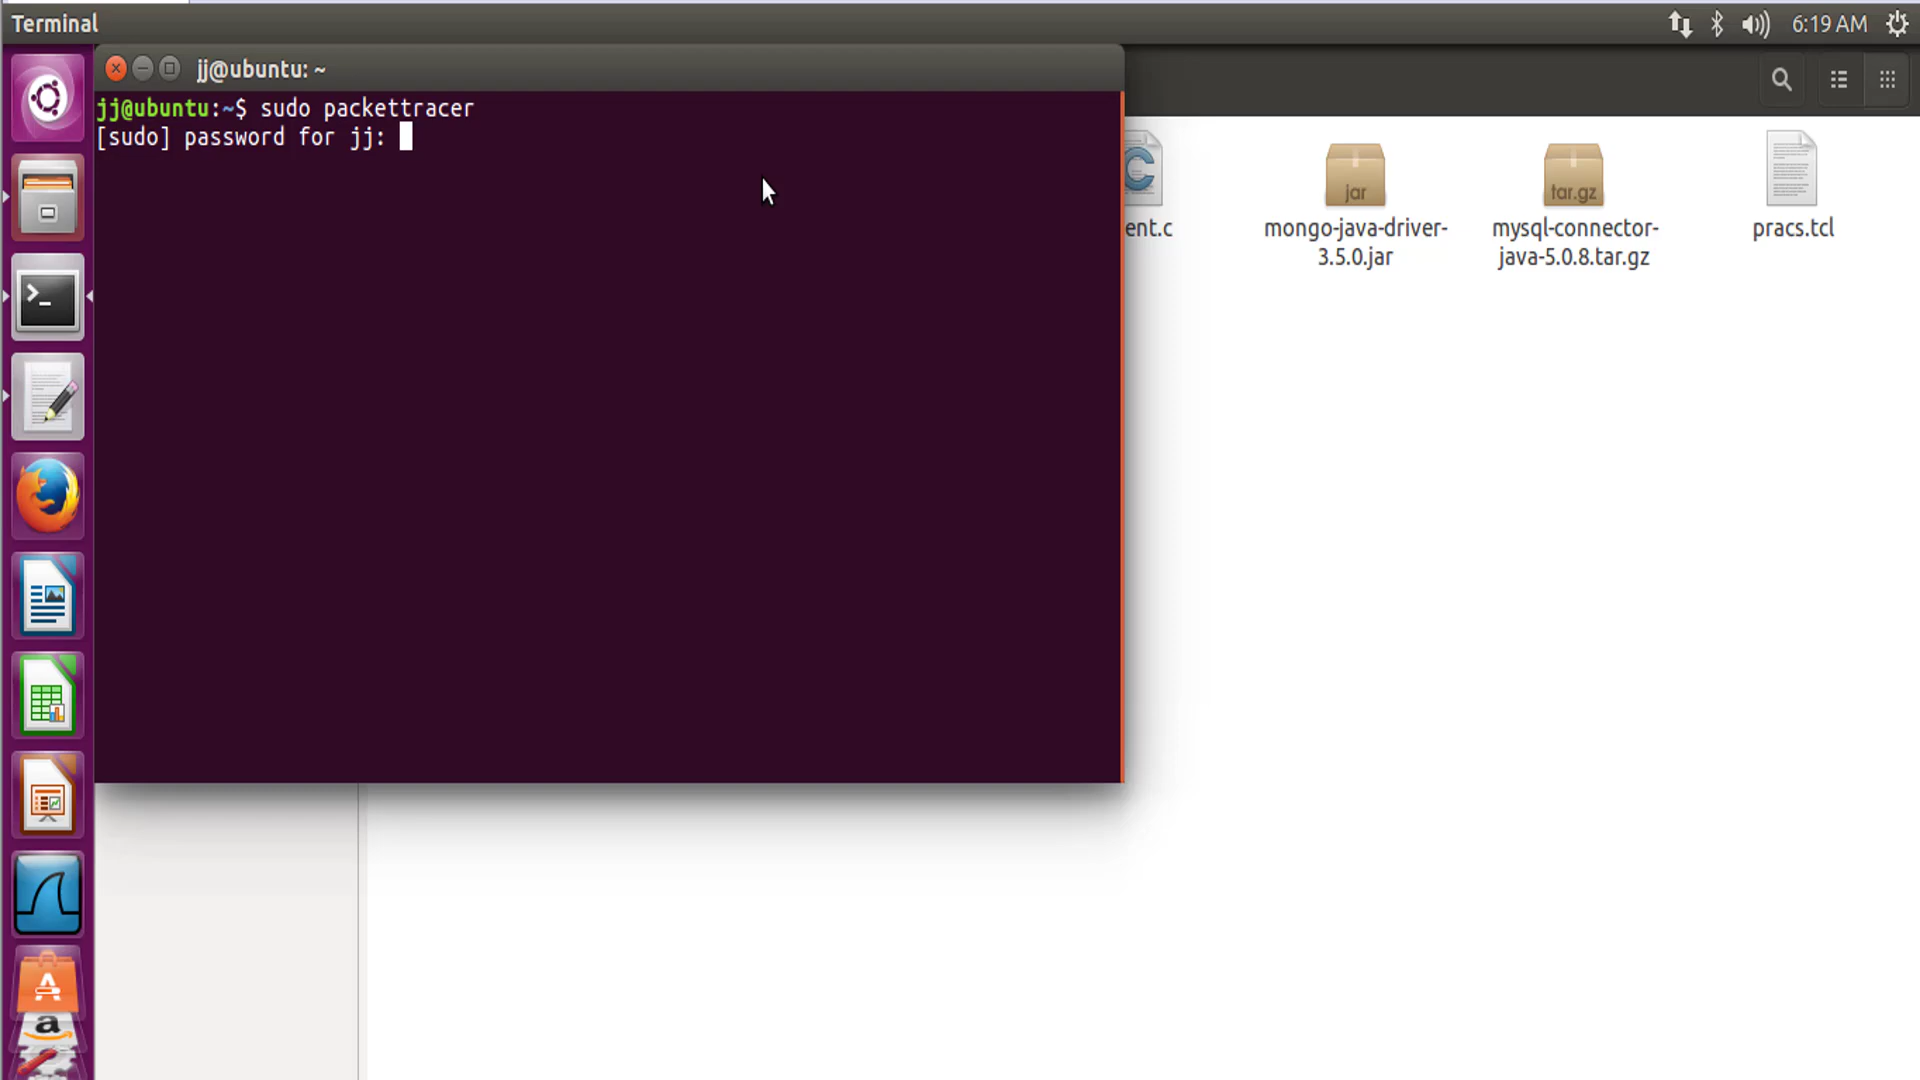 Terminal
6:19 AM
jj@ubuntu: ~
jj@ubuntu:~$ sudo packettracer
[sudo] password for jj:
ent.c
jar
mongo-java-driver-
3.5.0.jar
tar.gz
mysql-connector-
java-5.0.8.tar.gz
pracs.tcl